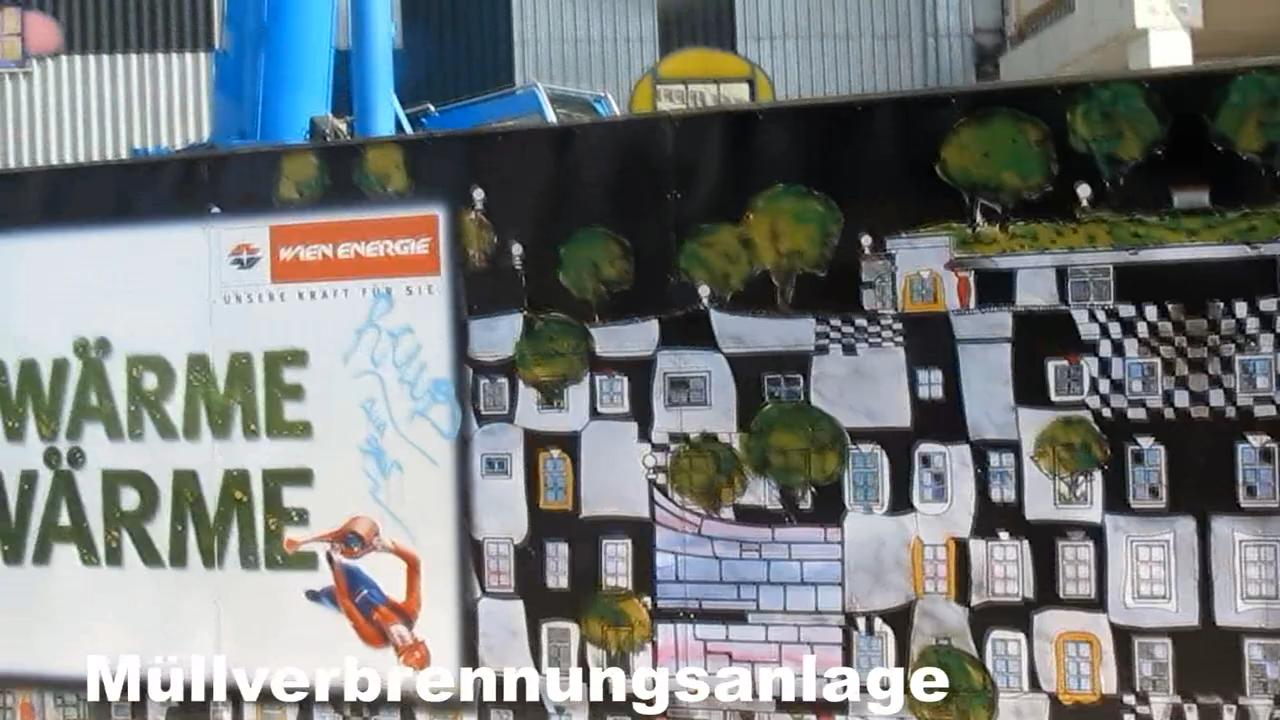 WIEN ENERGIE
UNSERE KRAFT FÜR SIE.
WÄRME
WÄRME
Müllverbrennungsanlage